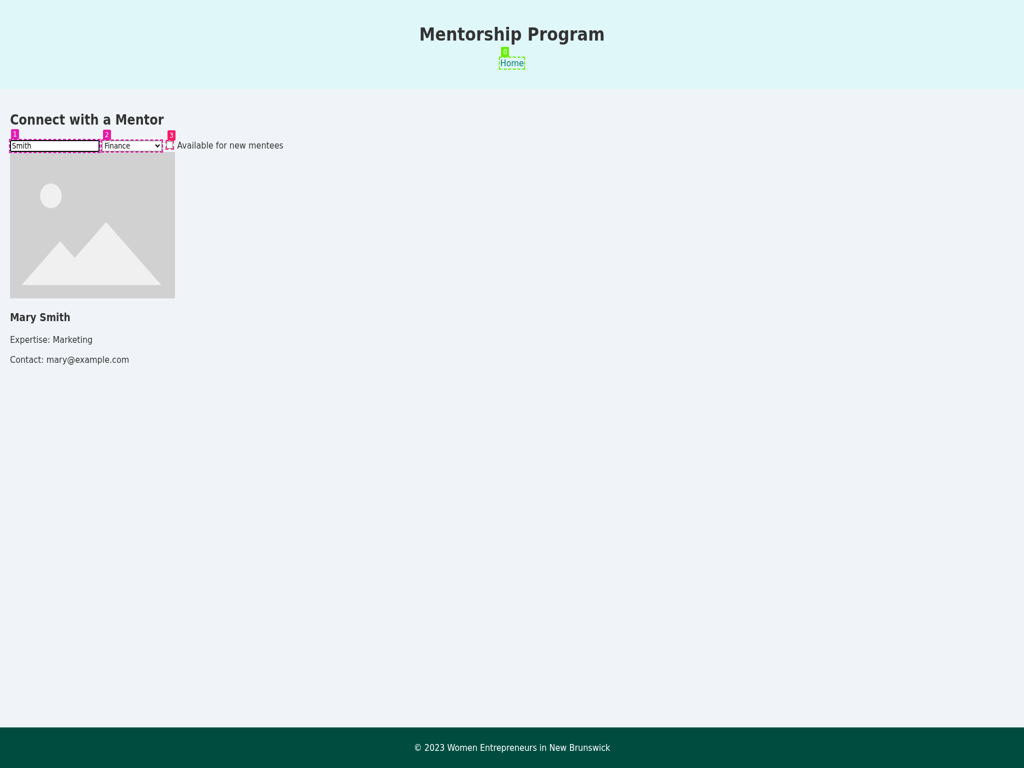 Mentorship Program
0
Home
Connect with a Mentor
1 2 3
Smith Finance Available for new mentees
Mary Smith
Expertise: Marketing
Contact: mary@example.com
© 2023 Women Entrepreneurs in New Brunswick